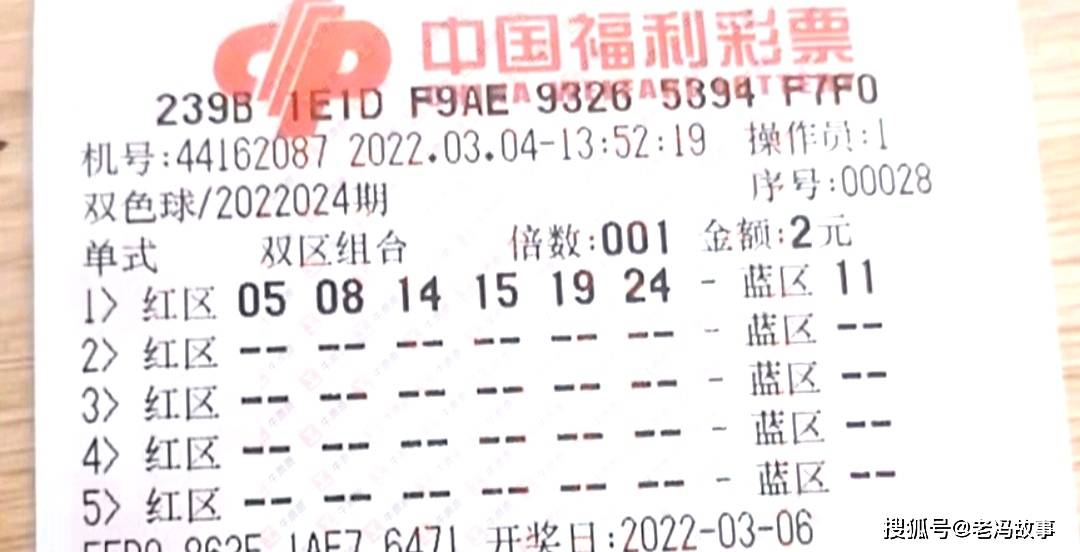 中国福利彩票
239B 1E1D F9AE 9326 5394 F7F0
机号:44162087 2022.03.04-13:52:19 操作员:1
双色球/2022024期 序号:00028
单式 双区组合 倍数:001 金额:2元
1> 红区 05 08 14 15 19 24 - 蓝区 11
2> 红区 -- -- -- -- -- -- - 蓝区 --
3> 红区 -- -- -- -- -- -- - 蓝区 --
4> 红区 -- -- -- -- -- -- - 蓝区 --
5> 红区 -- -- -- -- -- -- - 蓝区 --
开奖日:2022-03-06
搜狐号@老冯故事